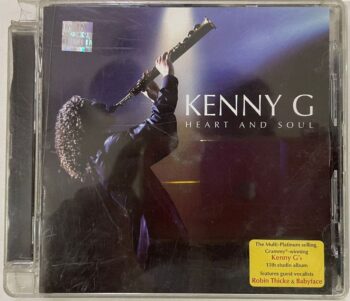 KENNY G
HEART AND SOUL
The Multi-Platinum selling,
Grammy®-winning
Kenny G's
13th studio album
features guest vocalists
Robin Thicke & Babyface